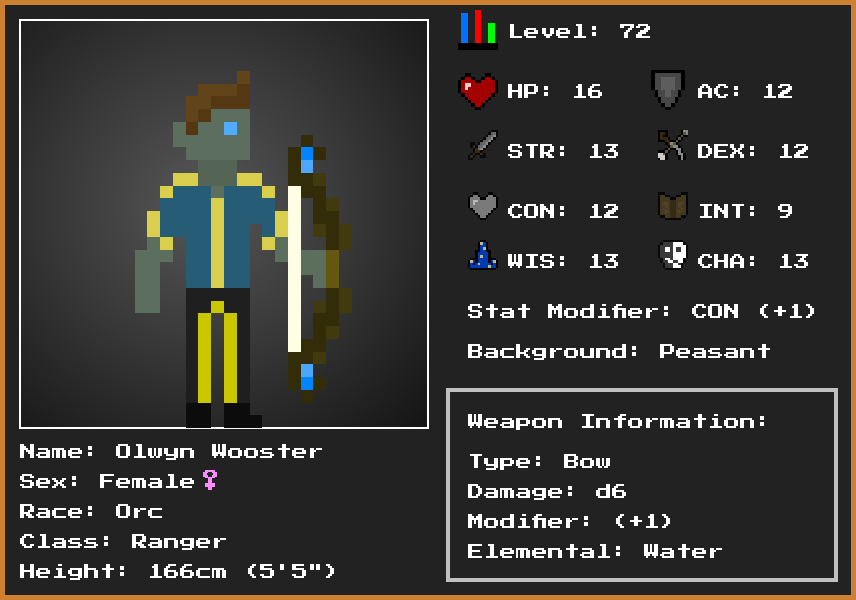 Level: 72
HP: 16
AC: 12
STR: 13
DEX: 12
CON: 12
INT: 9
WIS: 13
CHA: 13
Stat Modifier: CON (+1)
Background: Peasant
Weapon Information:
Type: Bow
Damage: d6
Modifier: (+1)
Elemental: Water
Name: Olwyn Wooster
Sex: Female♀
Race: Orc
Class: Ranger
Height: 166cm (5'5")